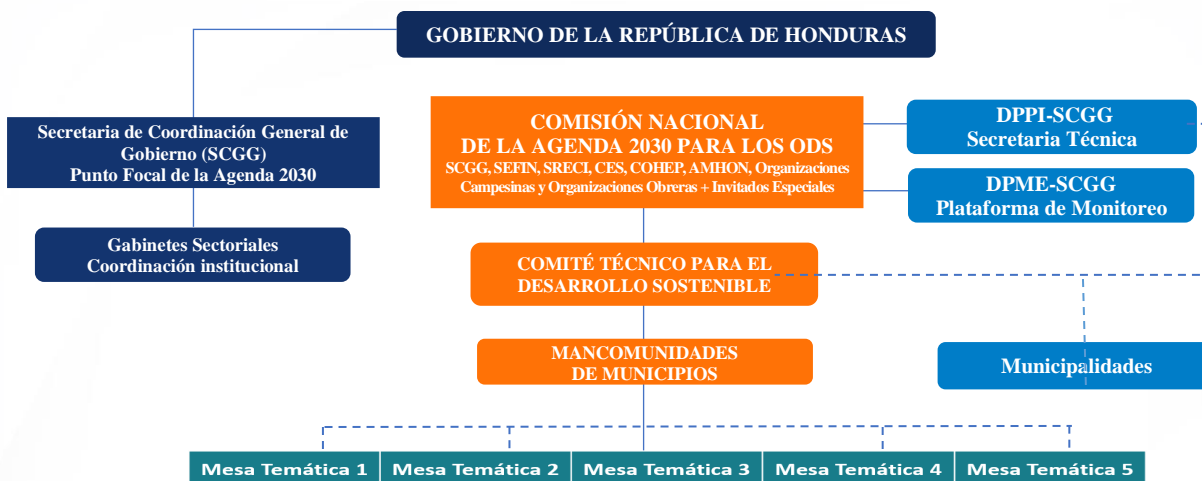 GOBIERNO DE LA REPÚBLICA DE HONDURAS
Secretaria de Coordinación General de
Gobierno (SCGG)
Punto Focal de la Agenda 2030
COMISIÓN NACIONAL
DE LA AGENDA 2030 PARA LOS ODS
SCGG, SEFIN, SRECI, CES, COHEP, AMHON, Organizaciones
Campesinas y Organizaciones Obreras + Invitados Especiales
DPPI-SCGG
Secretaria Técnica
DPME-SCGG
Plataforma de Monitoreo
Gabinetes Sectoriales
Coordinación institucional
COMITÉ TÉCNICO PARA EL
DESARROLLO SOSTENIBLE
MANCOMUNIDADES
DE MUNICIPIOS
Municipalidades
Mesa Temática 1
Mesa Temática 2
Mesa Temática 3
Mesa Temática 4
Mesa Temática 5